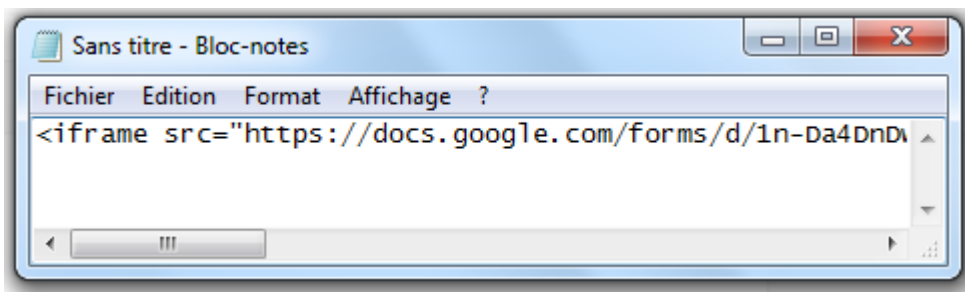 Sans titre - Bloc-notes
Fichier Edition Format Affichage ?
<iframe src="https://docs.google.com/forms/d/1n-Da4DnD